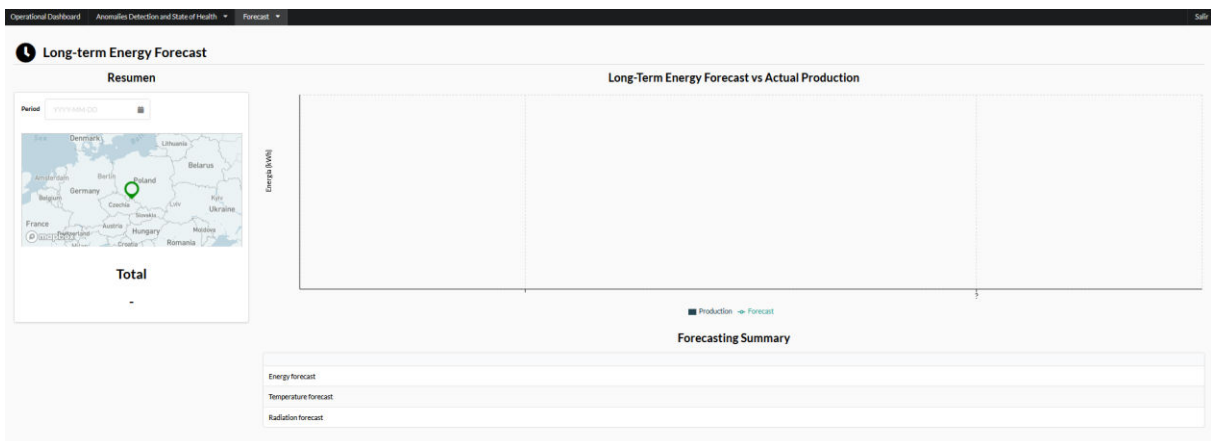 Operational Dashboard Anomalies Detection and State of Health Forecast Salir
Long-term Energy Forecast
Resumen
Period YYYY-MM-DD
Denmark
Lithuania
Belarus
Amsterdam Berlin Poland
Germany
Belgium
Czechia Lviv Kyiv
Slovakia Ukraine
France Austria Hungary Moldova
mapbox Switzerland
Milan Croatia Romania
Total
-
Long-Term Energy Forecast vs Actual Production
Energía (kWh)
Production Forecast
Forecasting Summary
Energy forecast
Temperature forecast
Radiation forecast